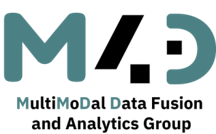 M4D
MultiMoDal Data Fusion
and Analytics Group